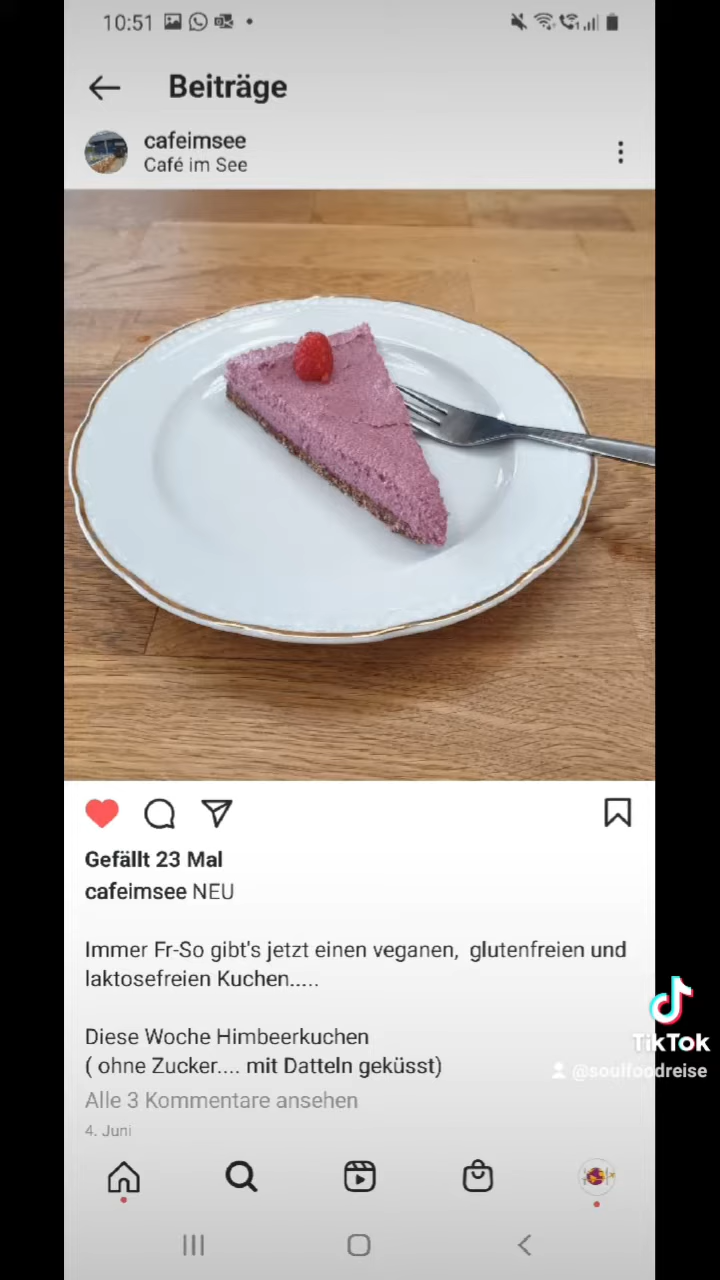 10:51
Beiträge
cafeimsee
Café im See
Gefällt 23 Mal
cafeimsee NEU
Immer Fr-So gibt's jetzt einen veganen, glutenfreien und
laktosefreien Kuchen.....
Diese Woche Himbeerkuchen
( ohne Zucker.... mit Datteln geküsst)
Alle 3 Kommentare ansehen
4. Juni
TikTok
@soulfoodreise